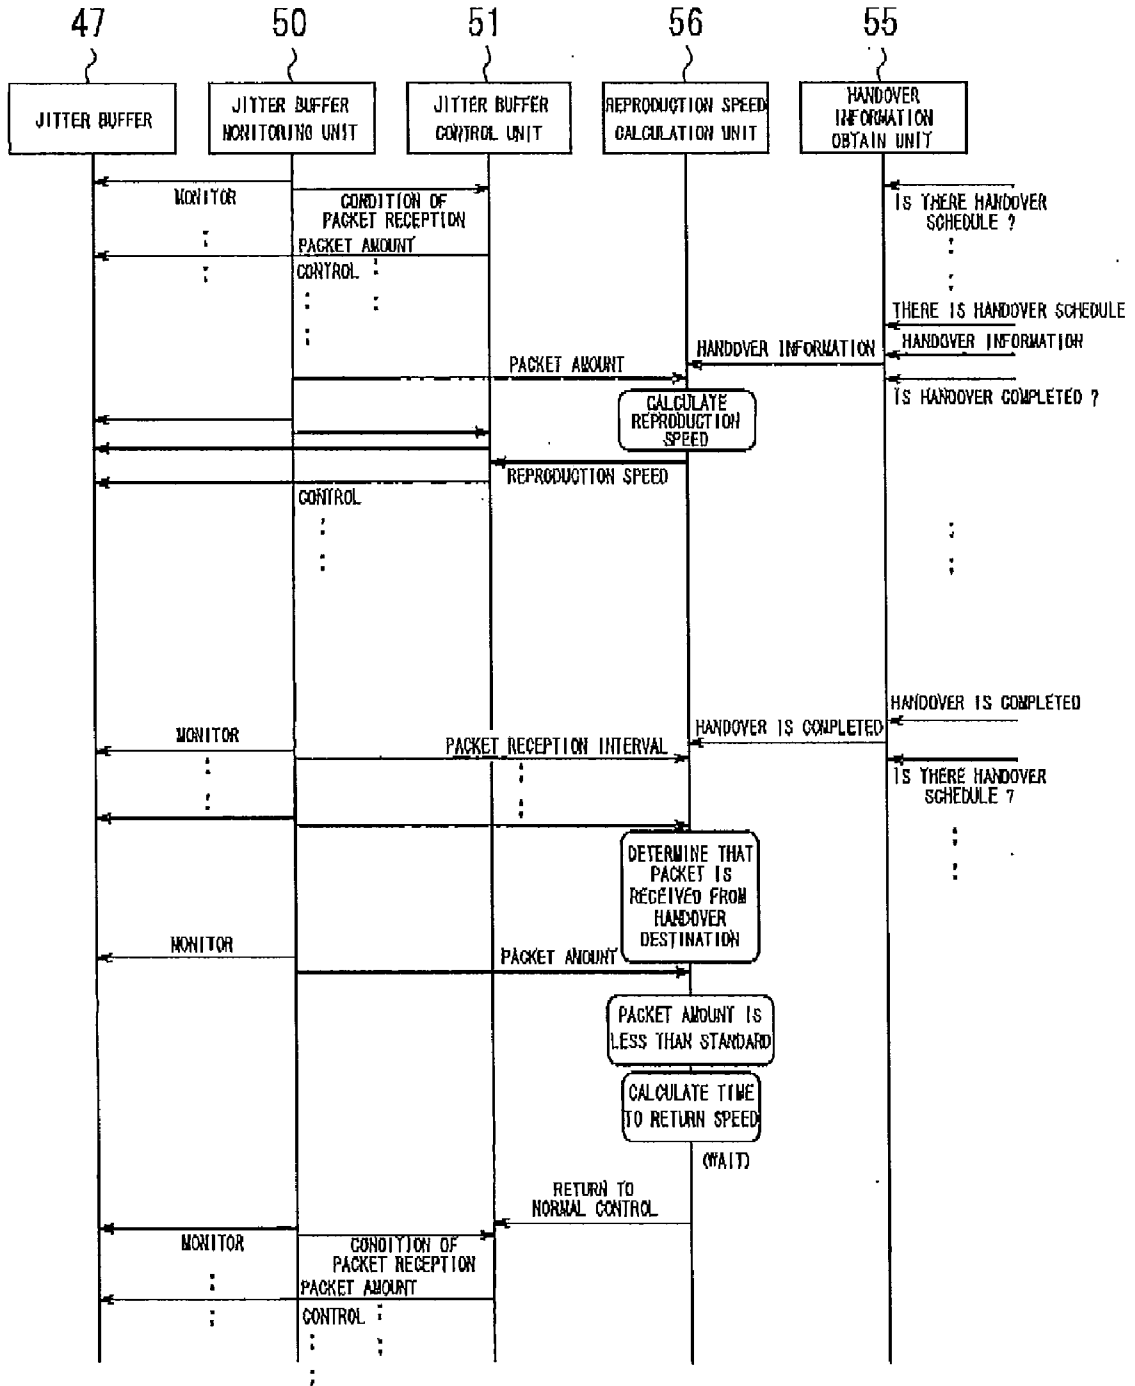 47
50
51
56
55
JITTER BUFFER
JITTER BUFFER
MONITORING UNIT
JITTER BUFFER
CONTROL UNIT
REPRODUCTION SPEED
CALCULATION UNIT
HANDOVER
INFORMATION
OBTAIN UNIT
MONITOR
CONDITION OF
PACKET RECEPTION
IS THERE HANDOVER
SCHEDULE ?
PACKET AMOUNT
CONTROL
THERE IS HANDOVER SCHEDULE
HANDOVER INFORMATION
HANDOVER INFORMATION
PACKET AMOUNT
IS HANDOVER COMPLETED ?
CALCULATE
REPRODUCTION
SPEED
REPRODUCTION SPEED
CONTROL
HANDOVER IS COMPLETED
HANDOVER IS COMPLETED
MONITOR
PACKET RECEPTION INTERVAL
IS THERE HANDOVER
SCHEDULE ?
DETERMINE THAT
PACKET IS
RECEIVED FROM
HANDOVER
DESTINATION
MONITOR
PACKET AMOUNT
PACKET AMOUNT IS
LESS THAN STANDARD
CALCULATE TIME
TO RETURN SPEED
(WAIT)
RETURN TO
NORMAL CONTROL
MONITOR
CONDITION OF
PACKET RECEPTION
PACKET AMOUNT
CONTROL